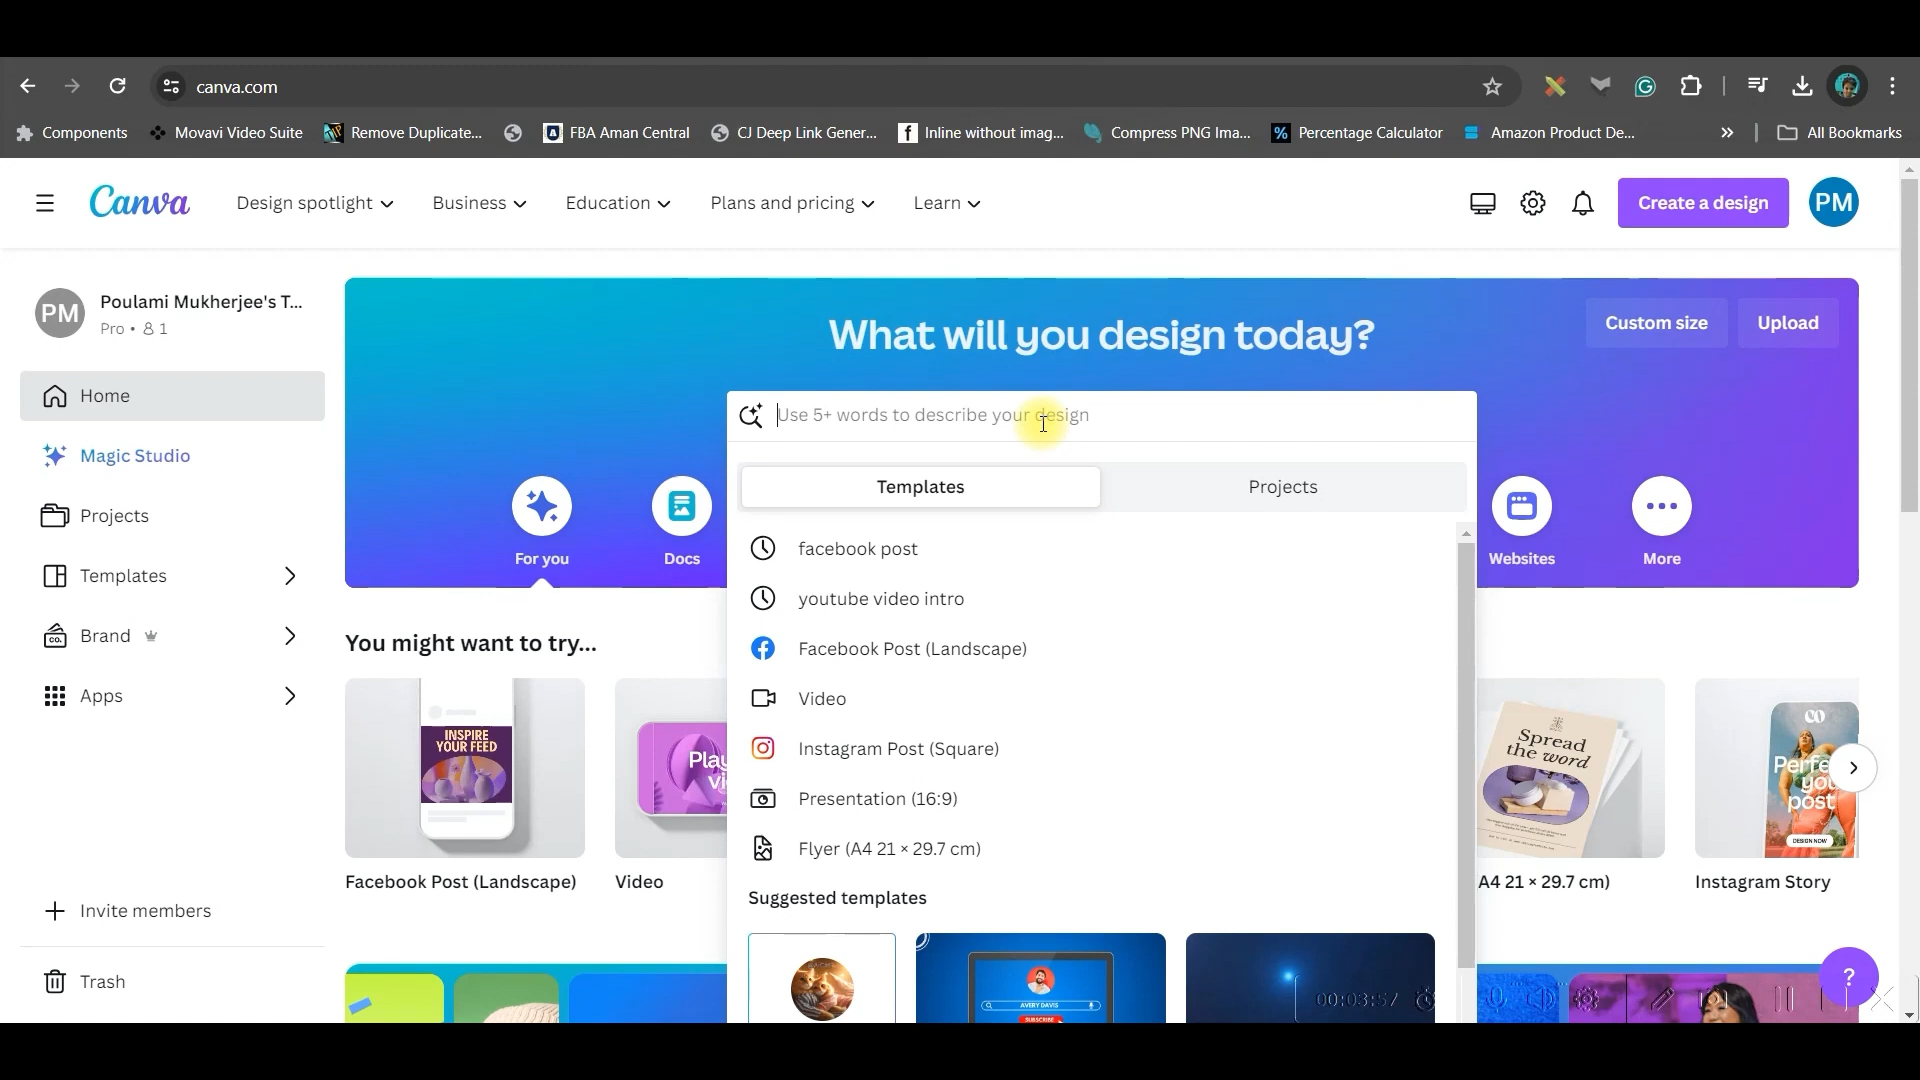 canva.com
Components
Movavi Video Suite
Remove Duplicate...
FBA Aman Central
CJ Deep Link Gener...
Inline without imag...
Compress PNG Ima...
Percentage Calculator
Amazon Product De...
All Bookmarks
Canva
Design spotlight
Business
Education
Plans and pricing
Learn
Create a design
PM
PM
Poulami Mukherjee's T...
Pro • 1
Home
Magic Studio
Projects
Templates
Brand
Apps
Invite members
Trash
What will you design today?
Custom size
Upload
Use 5+ words to describe your design
Templates
Projects
For you
Docs
Websites
More
facebook post
youtube video intro
Facebook Post (Landscape)
Video
Instagram Post (Square)
Presentation (16:9)
Flyer (A4 21 × 29.7 cm)
Suggested templates
AVERY DAVIS
SUBSCRIBE
You might want to try...
INSPIRE
YOUR FEED
Facebook Post (Landscape)
Video
Spread
the word
A4 21 × 29.7 cm)
post
DESIGN NOW
Instagram Story
00:03:57
?